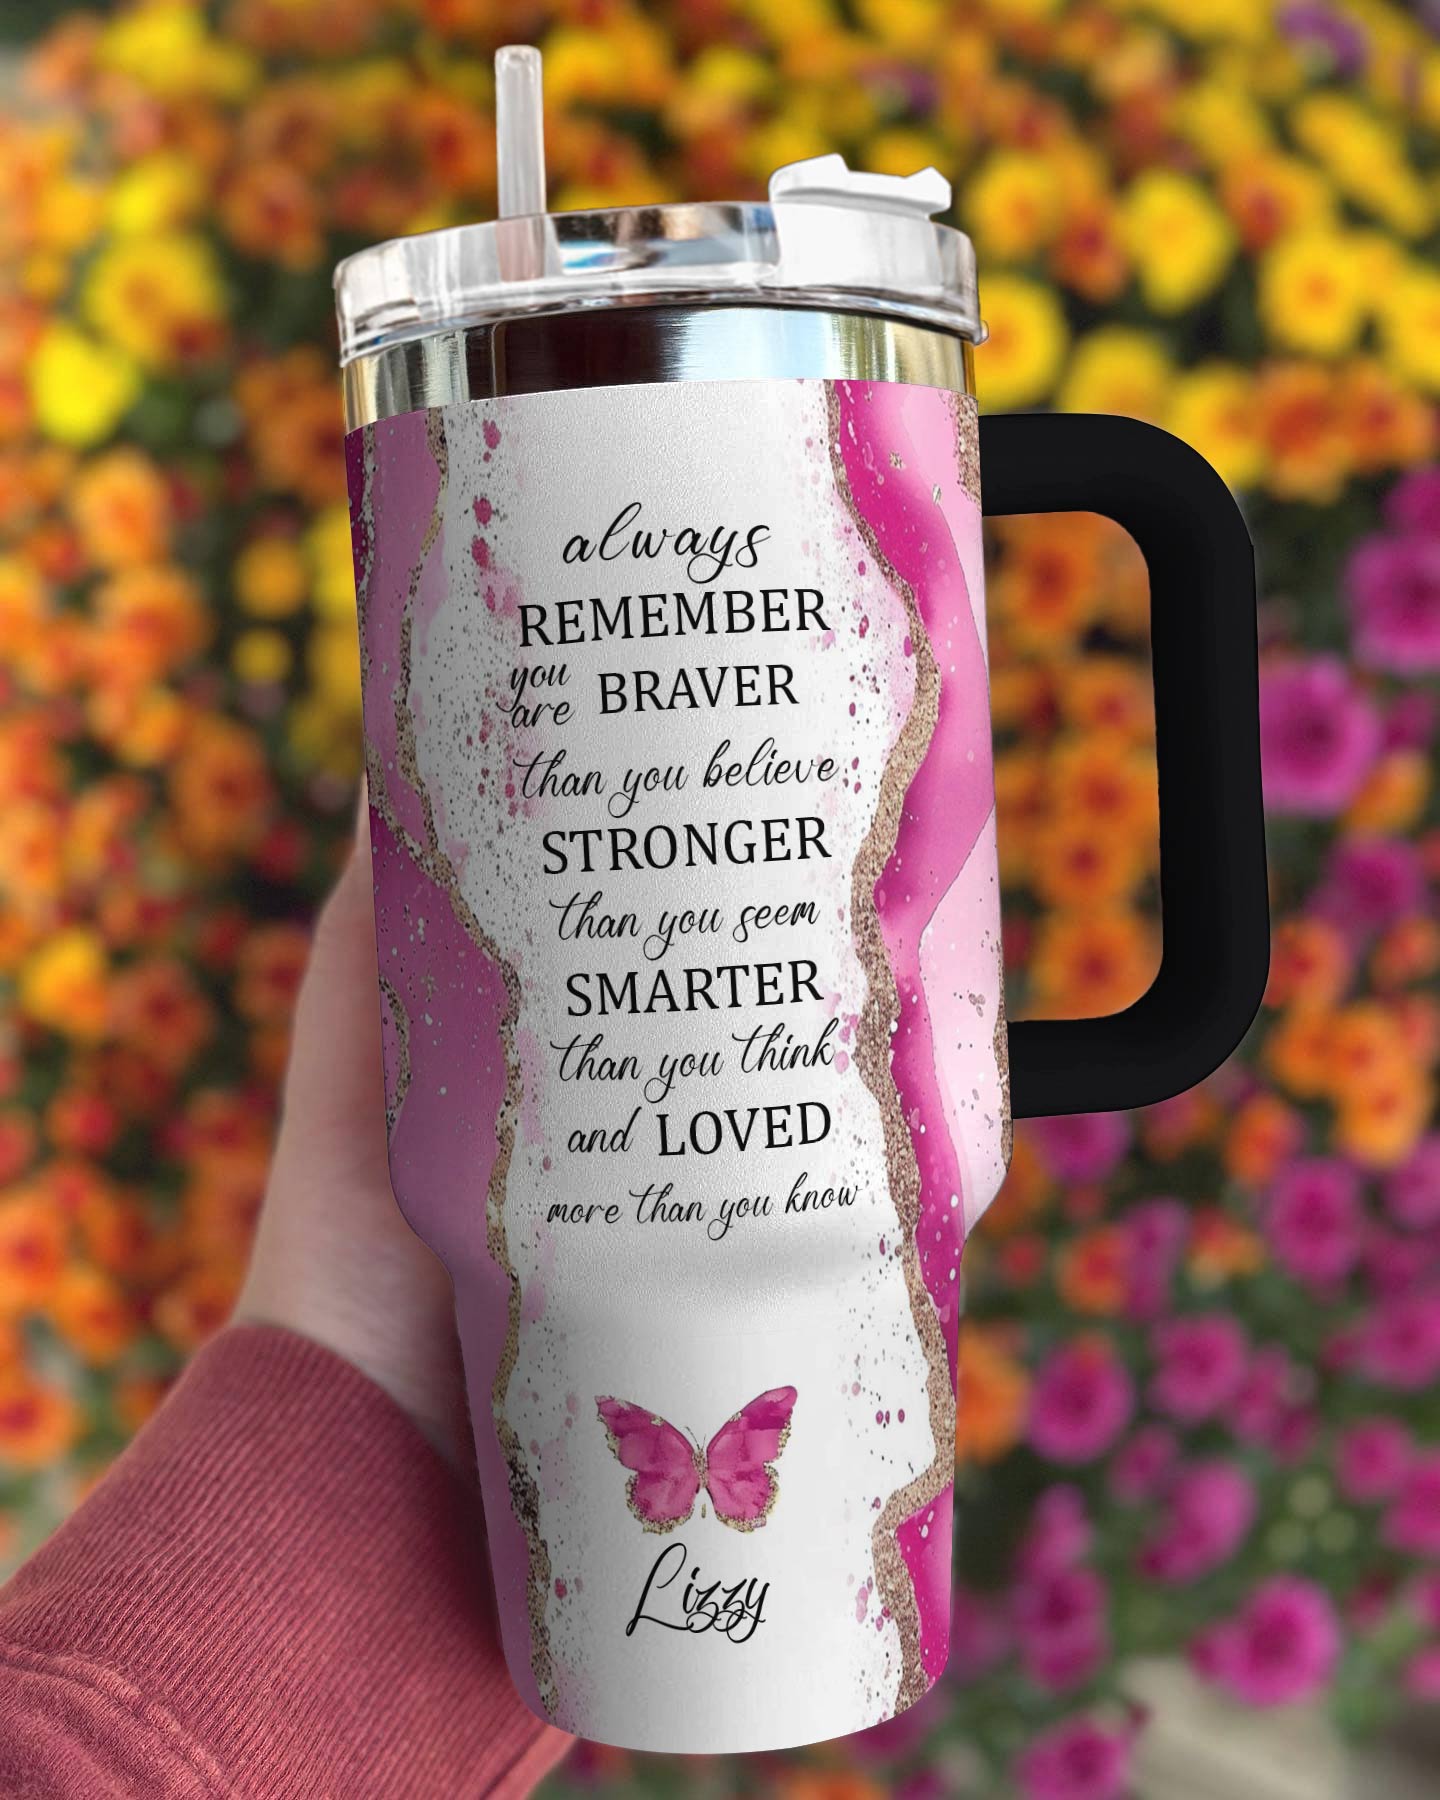 always
REMEMBER
you
are BRAVER
than you believe
STRONGER
than you seem
SMARTER
than you think
and LOVED
more than you know
Lizzy